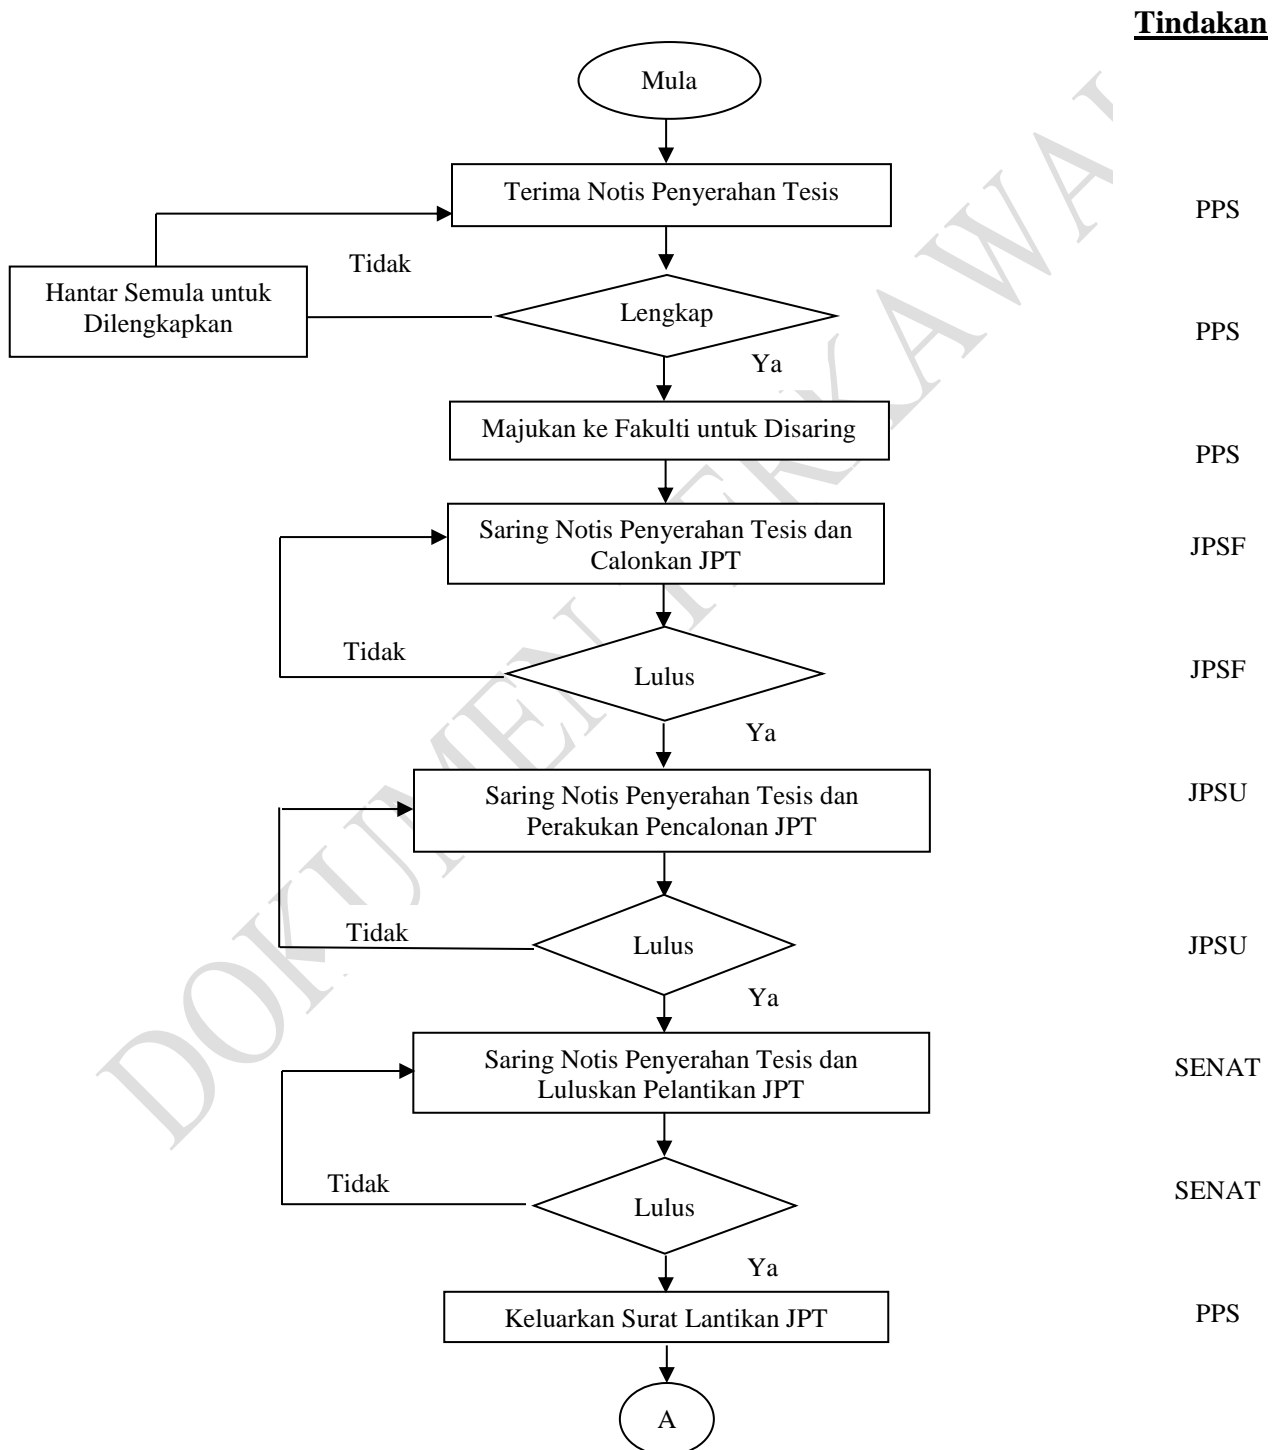 Tindakan
Mula
Terima Notis Penyerahan Tesis
PPS
Tidak
Hantar Semula untuk
Dilengkapkan
Lengkap
PPS
Ya
Majukan ke Fakulti untuk Disaring
PPS
Saring Notis Penyerahan Tesis dan
Calonkan JPT
JPSF
Tidak
Lulus
JPSF
Ya
Saring Notis Penyerahan Tesis dan
Perakukan Pencalonan JPT
JPSU
Tidak
Lulus
JPSU
Ya
Saring Notis Penyerahan Tesis dan
Luluskan Pelantikan JPT
SENAT
Tidak
Lulus
SENAT
Ya
Keluarkan Surat Lantikan JPT
PPS
A
DOKUMEN